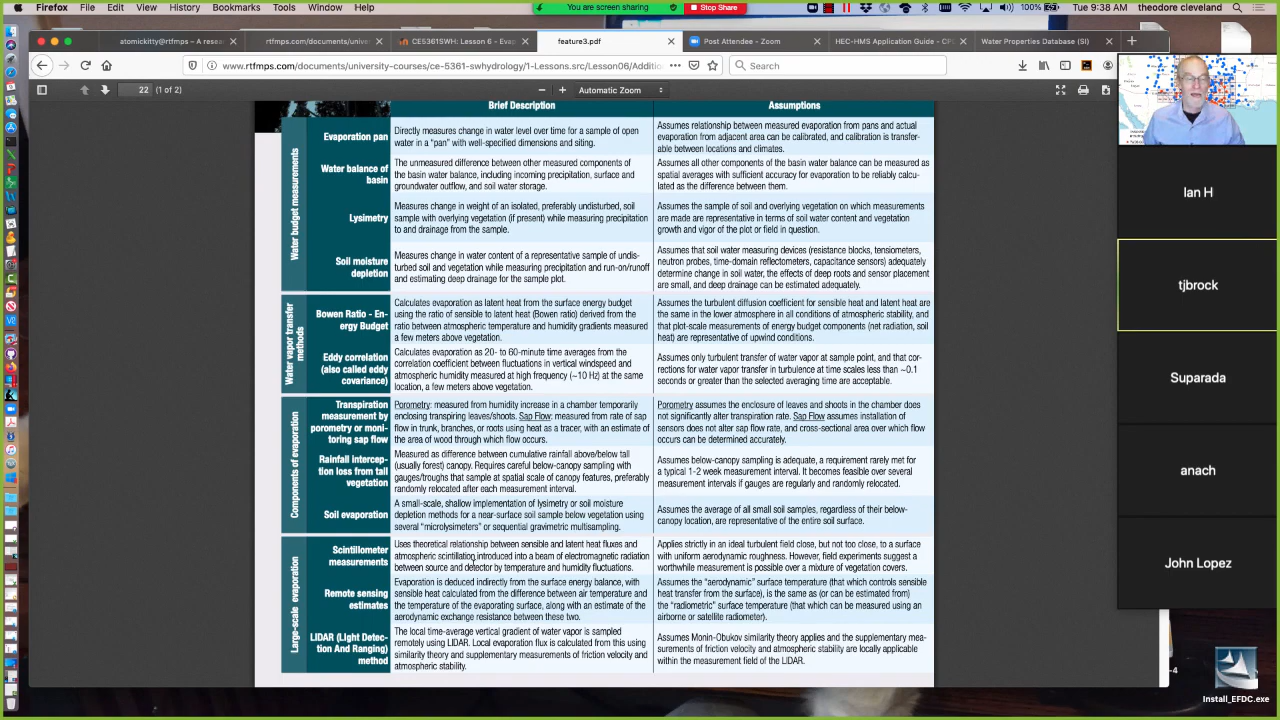 Firefox File Edit View History Bookmarks Tools Window Help
You are screen sharing
Stop Share
100%
Tue 9:38 AM theodore cleveland
atomickitty@rtfmps – A resea
rtfmps.com/documents/unive
CE5361SWH: Lesson 6 – Evap
feature3.pdf
Post Attendee - Zoom
HEC-HMS Application Guide - CP
Water Properties Database (SI)
www.rtfmps.com/documents/university-courses/ce-5361-swhydrology/1-Lessons.src/Lesson06/Additio
Search
22 (1 of 2)
Automatic Zoom
Brief Description
Assumptions
Water budget measurements
Evaporation pan
Directly measures change in water level over time for a sample of open
water in a “pan” with well-specified dimensions and siting.
Assumes relationship between measured evaporation from pans and actual
evaporation from adjacent area can be calibrated, and calibration is transfer-
able between locations and climates.
Water balance of
basin
The unmeasured difference between other measured components of
the basin water balance, including incoming precipitation, surface and
groundwater outflow, and soil water storage.
Assumes all other components of the basin water balance can be measured as
spatial averages with sufficient accuracy for evaporation to be reliably calcu-
lated as the difference between them.
Lysimetry
Measures change in weight of an isolated, preferably undisturbed, soil
sample with overlying vegetation (if present) while measuring precipitation
to and drainage from the sample.
Assumes the sample of soil and overlying vegetation on which measurements
are made are representative in terms of soil water content and vegetation
growth and vigor of the plot or field in question.
Soil moisture
depletion
Measures change in water content of a representative sample of undis-
turbed soil and vegetation while measuring precipitation and run-on/runoff
and estimating deep drainage for the sample plot.
Assumes that soil water measuring devices (resistance blocks, tensiometers,
neutron probes, time-domain reflectometers, capacitance sensors) adequately
determine change in soil water, the effects of deep roots and sensor placement
are small, and deep drainage can be estimated adequately.
Water vapor transfer
methods
Bowen Ratio - En-
ergy Budget
Calculates evaporation as latent heat from the surface energy budget
using the ratio of sensible to latent heat (Bowen ratio) derived from the
ratio between atmospheric temperature and humidity gradients measured
a few meters above vegetation.
Assumes the turbulent diffusion coefficient for sensible heat and latent heat are
the same in the lower atmosphere in all conditions of atmospheric stability, and
that plot-scale measurements of energy budget components (net radiation, soil
heat) are representative of upwind conditions.
Eddy correlation
(also called eddy
covariance)
Calculates evaporation as 20- to 60-minute time averages from the
correlation coefficient between fluctuations in vertical windspeed and
atmospheric humidity measured at high frequency (~10 Hz) at the same
location, a few meters above vegetation.
Assumes only turbulent transfer of water vapor at sample point, and that cor-
rections for water vapor transfer in turbulence at time scales less than ~0.1
seconds or greater than the selected averaging time are acceptable.
Components of evaporation
Transpiration
measurement by
porometry or moni-
toring sap flow
Porometry: measured from humidity increase in a chamber temporarily
enclosing transpiring leaves/shoots. Sap Flow: measured from rate of sap
flow in trunk, branches, or roots using heat as a tracer, with an estimate of
the area of wood through which flow occurs.
Porometry assumes the enclosure of leaves and shoots in the chamber does
not significantly alter transpiration rate. Sap Flow assumes installation of
sensors does not alter sap flow rate, and cross-sectional area over which flow
occurs can be determined accurately.
Rainfall intercep-
tion loss from tall
vegetation
Measured as difference between cumulative rainfall above/below tall
(usually forest) canopy. Requires careful below-canopy sampling with
gauges/troughs that sample at spatial scale of canopy features, preferably
randomly relocated after each measurement interval.
Assumes below-canopy sampling is adequate, a requirement rarely met for
a typical 1-2 week measurement interval. It becomes feasible over several
measurement intervals if gauges are regularly and randomly relocated.
Soil evaporation
A small-scale, shallow implementation of lysimetry or soil moisture
depletion methods for a near-surface soil sample below vegetation using
several “microlysimeters” or sequential gravimetric multisampling.
Assumes the average of all small soil samples, regardless of their below-
canopy location, are representative of the entire soil surface.
Large-scale evaporation
Scintillometer
measurements
Uses theoretical relationship between sensible and latent heat fluxes and
atmospheric scintillation introduced into a beam of electromagnetic radiation
between source and detector by temperature and humidity fluctuations.
Applies strictly in an ideal turbulent field close, but not too close, to a surface
with uniform aerodynamic roughness. However, field experiments suggest a
worthwhile measurement is possible over a mixture of vegetation covers.
Remote sensing
estimates
Evaporation is deduced indirectly from the surface energy balance, with
sensible heat calculated from the difference between air temperature and
the temperature of the evaporating surface, along with an estimate of the
aerodynamic exchange resistance between these two.
Assumes the “aerodynamic” surface temperature (that which controls sensible
heat transfer from the surface), is the same as (or can be estimated from)
the “radiometric” surface temperature (that which can be measured using an
airborne or satellite radiometer).
LIDAR (Light Detec-
tion And Ranging)
method
The local time-average vertical gradient of water vapor is sampled
remotely using LIDAR. Local evaporation flux is calculated from this using
similarity theory and supplementary measurements of friction velocity and
atmospheric stability.
Assumes Monin-Obukov similarity theory applies and the supplementary mea-
surements of friction velocity and atmospheric stability are locally applicable
within the measurement field of the LIDAR.
Ian H
tjbrock
Suparada
anach
John Lopez
-4
Install_EFDC.exe